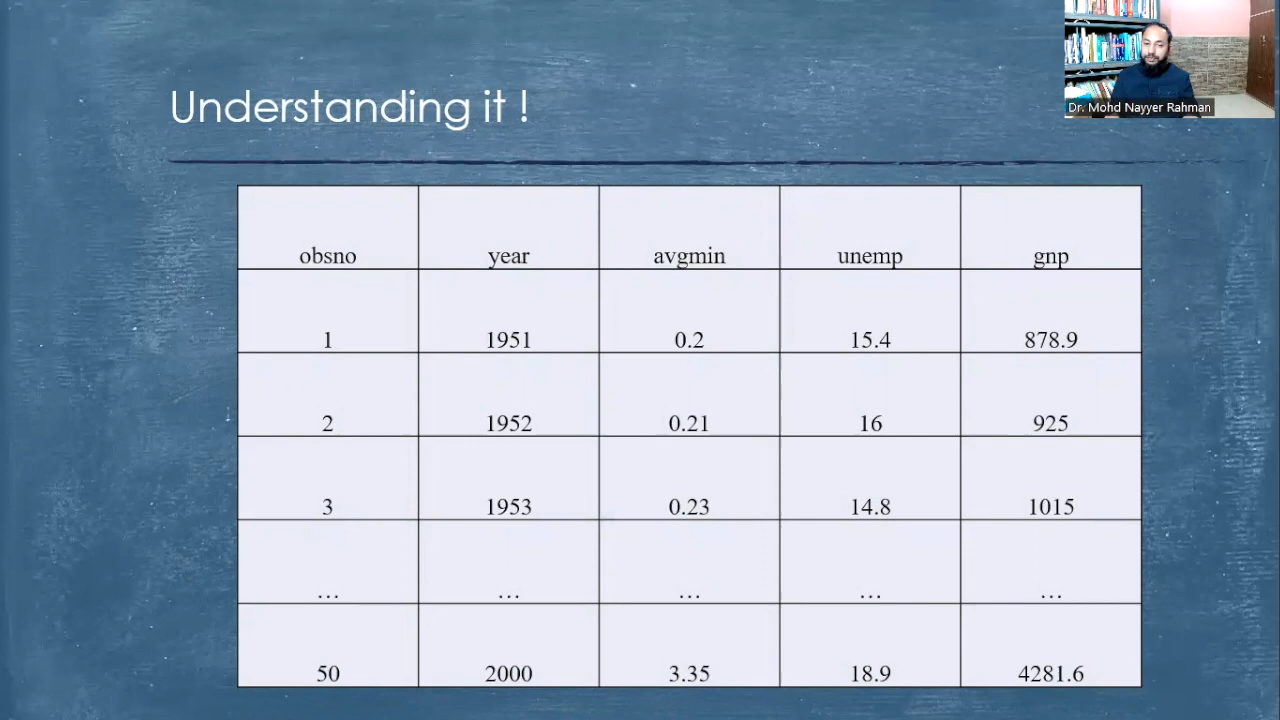 Understanding it !
Dr. Mohd Nayyer Rahman
obsno year avgmin unemp gnp
1 1951 0.2 15.4 878.9
2 1952 0.21 16 925
3 1953 0.23 14.8 1015
… … … … …
50 2000 3.35 18.9 4281.6